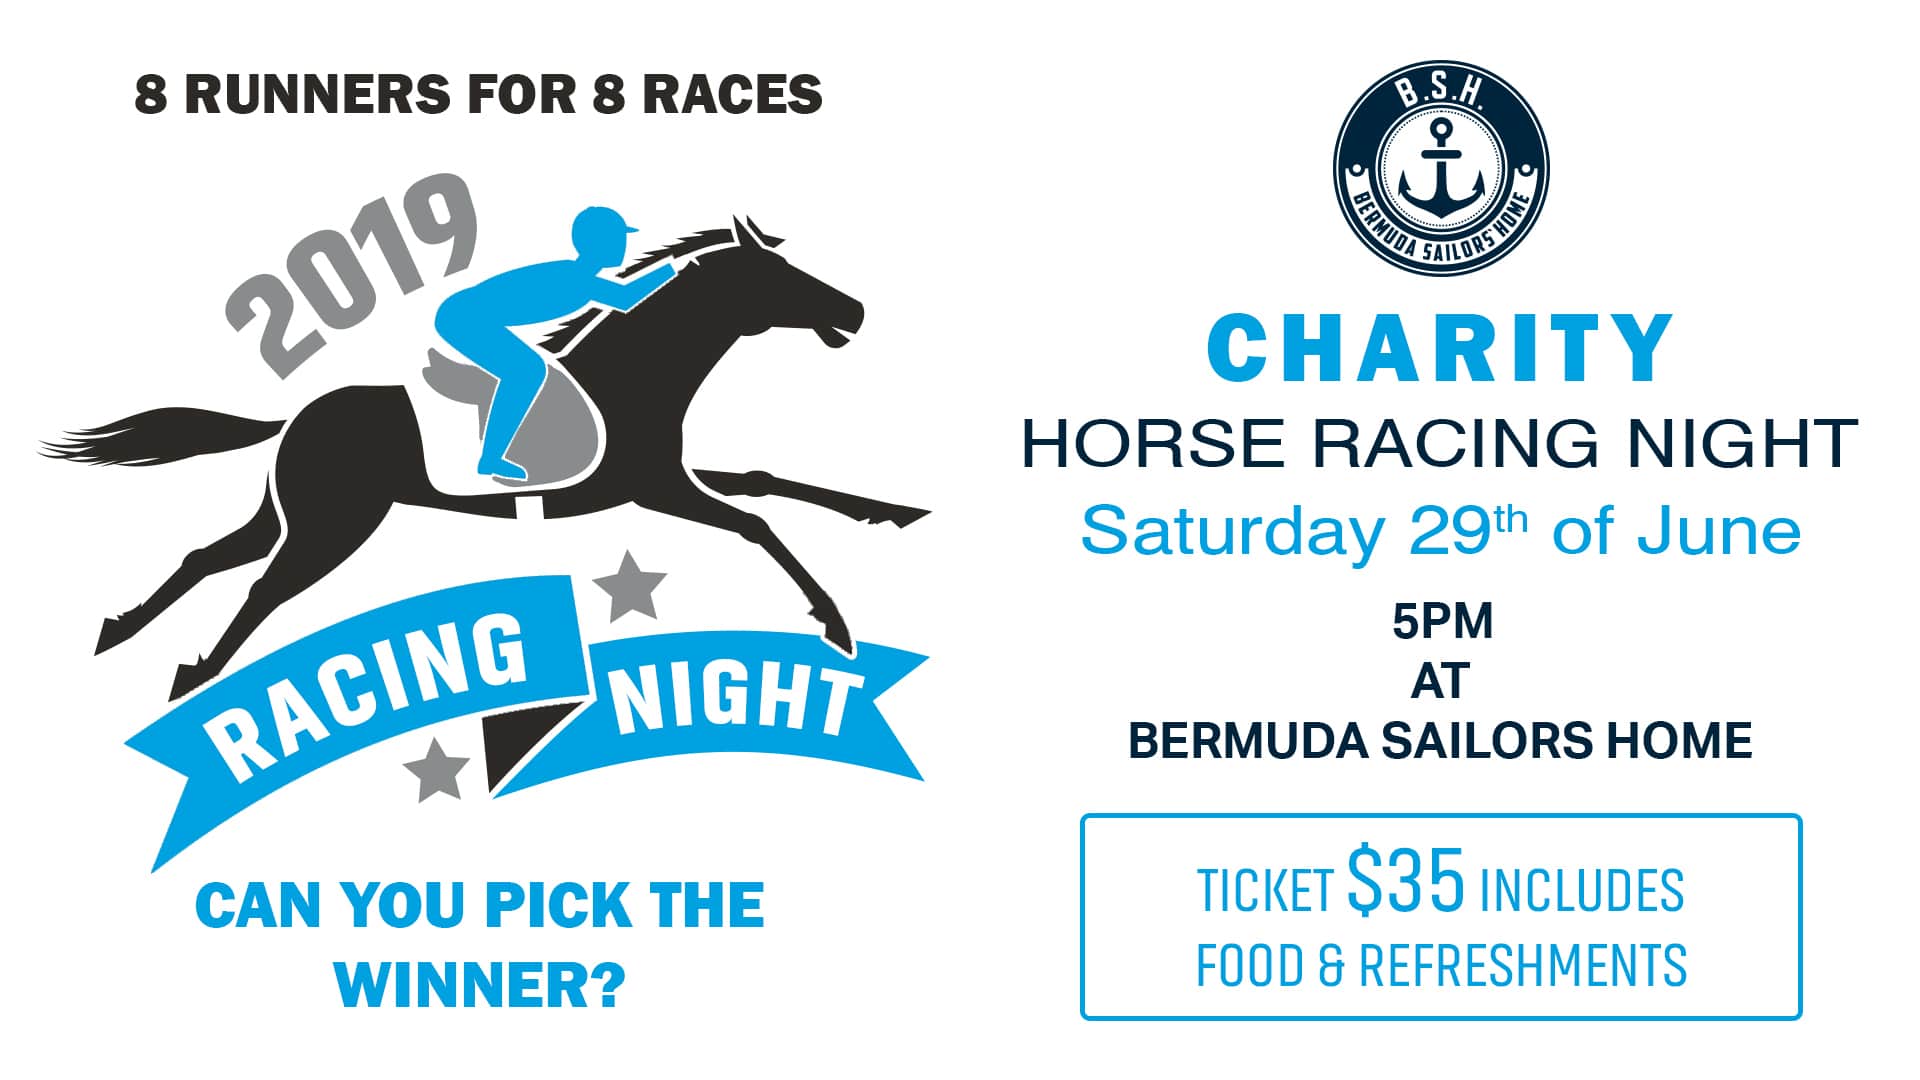 8 RUNNERS FOR 8 RACES
2019
RACING NIGHT
CAN YOU PICK THE
WINNER?
B.S.H.
BERMUDA SAILORS' HOME
CHARITY
HORSE RACING NIGHT
Saturday 29th of June
5PM
AT
BERMUDA SAILORS HOME
TICKET $35 INCLUDES
FOOD & REFRESHMENTS